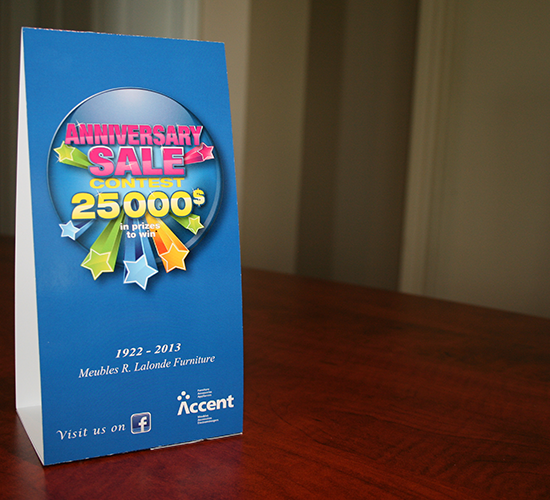 ANNIVERSARY
SALE
CONTEST
25000$
in prizes
to win
1922 - 2013
Meubles R. Lalonde Furniture
Accent
Visit us on f